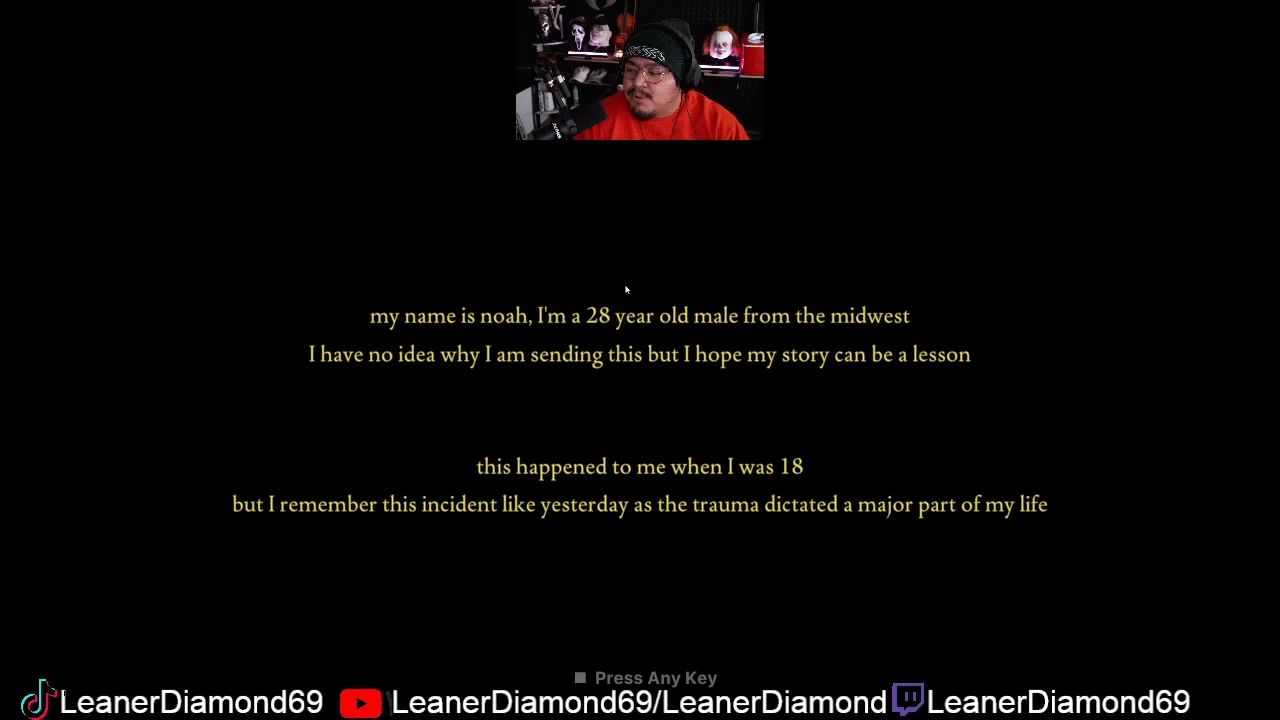 my name is noah, I'm a 28 year old male from the midwest
I have no idea why I am sending this but I hope my story can be a lesson
this happened to me when I was 18
but I remember this incident like yesterday as the trauma dictated a major part of my life
Press Any Key
LeanerDiamond69 LeanerDiamond69/LeanerDiamond LeanerDiamond69